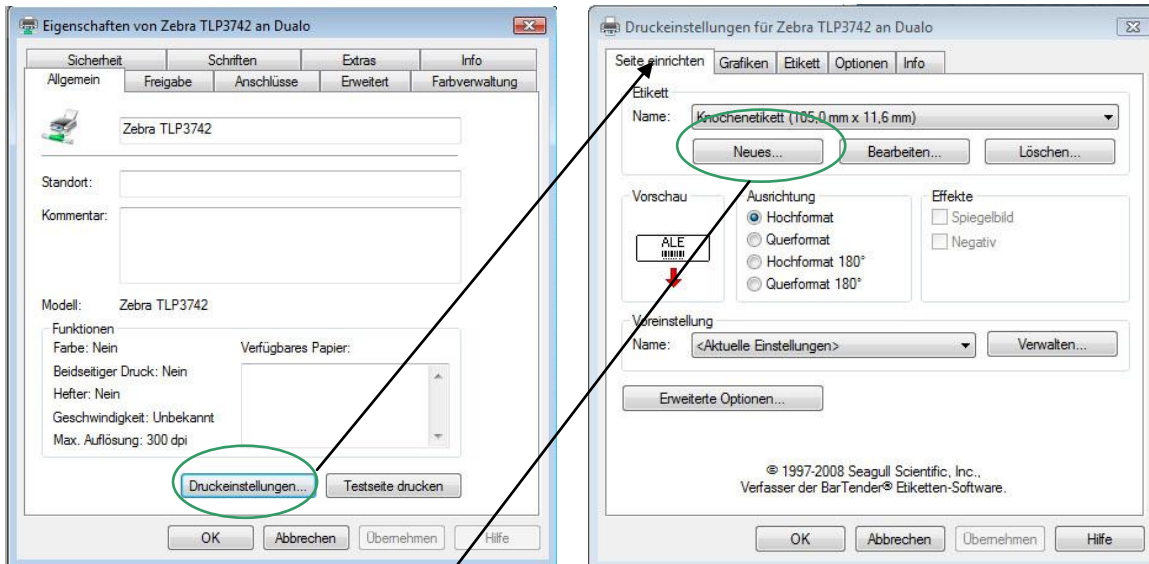 Eigenschaften von Zebra TLP3742 an Dualo
Sicherheit Schriften Extras Info
Allgemein Freigabe Anschlüsse Erweitert Farbverwaltung
Zebra TLP3742
Standort:
Kommentar:
Modell: Zebra TLP3742
Funktionen
Farbe: Nein Verfügbares Papier:
Beidseitiger Druck: Nein
Hefter: Nein
Geschwindigkeit: Unbekannt
Max. Auflösung: 300 dpi
Druckeinstellungen... Testseite drucken
OK Abbrechen Übernehmen Hilfe
Druckeinstellungen für Zebra TLP3742 an Dualo
Seite einrichten Grafiken Etikett Optionen Info
Etikett
Name: Knochenetikett (105,0 mm x 11,6 mm)
Neues... Bearbeiten... Löschen...
Vorschau Ausrichtung Effekte
Hochformat Spiegelbild
ALE Querformat Negativ
Hochformat 180°
Querformat 180°
Voreinstellung
Name: <Aktuelle Einstellungen> Verwalten...
Erweiterte Optionen...
© 1997-2008 Seagull Scientific, Inc.,
Verfasser der BarTender® Etiketten-Software.
OK Abbrechen Übernehmen Hilfe